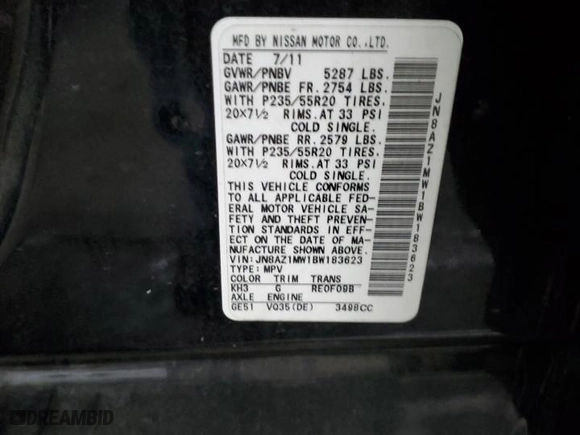 MFD BY NISSAN MOTOR CO.,LTD.
DATE 7/11
GVWR/PNBV 5287 LBS.
GAWR/PNBE FR. 2754 LBS.
WITH P235/55R20 TIRES.
20X7½ RIMS.AT 33 PSI
COLD SINGLE.
GAWR/PNBE RR. 2579 LBS.
WITH P235/55R20 TIRES.
20X7½ RIMS.AT 33 PSI
COLD SINGLE.
THIS VEHICLE CONFORMS
TO ALL APPLICABLE FED-
ERAL MOTOR VEHICLE SA-
FETY AND THEFT PREVEN-
TION STANDARDS IN EFF-
ECT ON THE DATE OF MA-
NUFACTURE SHOWN ABOVE.
VIN:JN8AZ1MW1BW183623
TYPE:MPV
COLOR TRIM TRANS
KH3 G RE0F09B
AXLE ENGINE
GE51 VQ35(DE) 3498CC
JN8AZ1MW1BW183623
DREAMBID